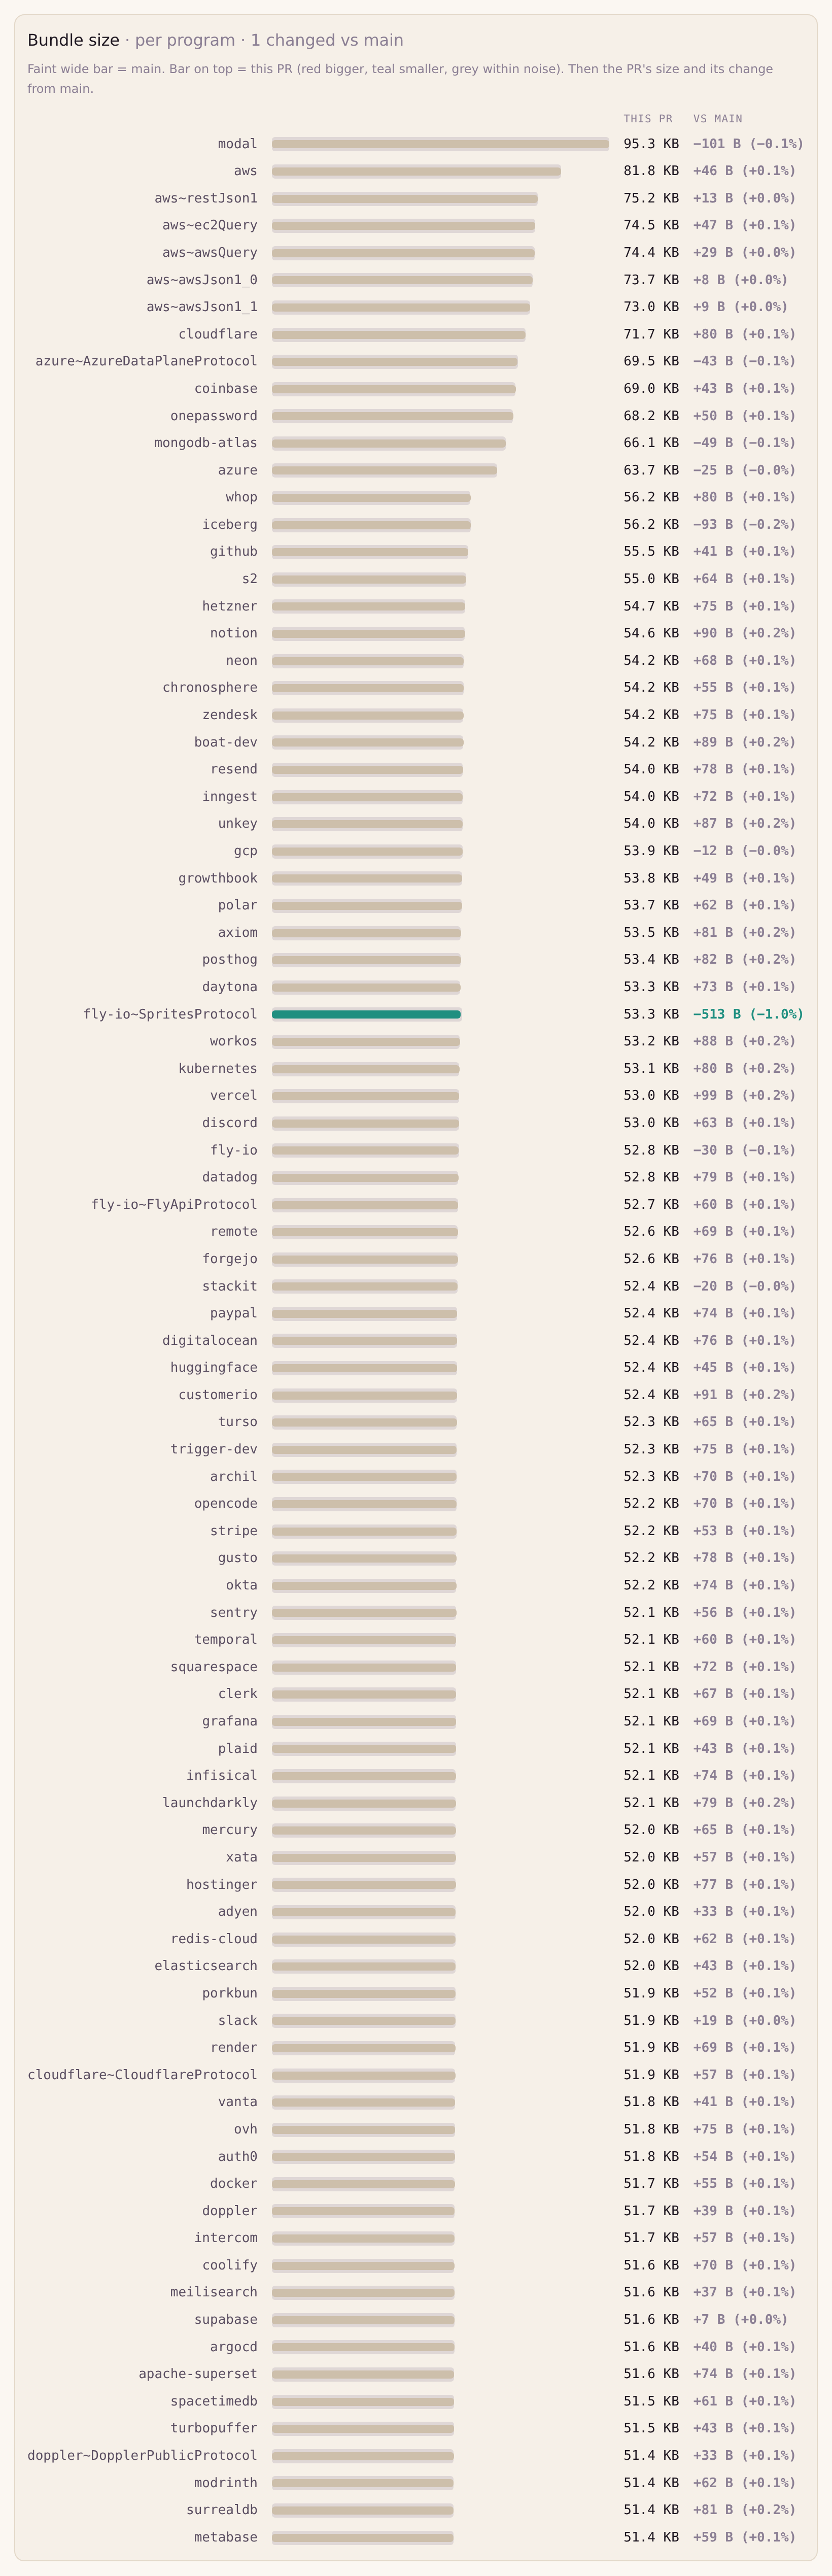 Bundle size · per program · 1 changed vs main
Faint wide bar = main. Bar on top = this PR (red bigger, teal smaller, grey within noise). Then the PR's size and its change
from main.
THIS PR VS MAIN
modal 95.3 KB −101 B (−0.1%)
aws 81.8 KB +46 B (+0.1%)
aws~restJson1 75.2 KB +13 B (+0.0%)
aws~ec2Query 74.5 KB +47 B (+0.1%)
aws~awsQuery 74.4 KB +29 B (+0.0%)
aws~awsJson1_0 73.7 KB +8 B (+0.0%)
aws~awsJson1_1 73.0 KB +9 B (+0.0%)
cloudflare 71.7 KB +80 B (+0.1%)
azure~AzureDataPlaneProtocol 69.5 KB −43 B (−0.1%)
coinbase 69.0 KB +43 B (+0.1%)
onepassword 68.2 KB +50 B (+0.1%)
mongodb-atlas 66.1 KB −49 B (−0.1%)
azure 63.7 KB −25 B (−0.0%)
whop 56.2 KB +80 B (+0.1%)
iceberg 56.2 KB −93 B (−0.2%)
github 55.5 KB +41 B (+0.1%)
s2 55.0 KB +64 B (+0.1%)
hetzner 54.7 KB +75 B (+0.1%)
notion 54.6 KB +90 B (+0.2%)
neon 54.2 KB +68 B (+0.1%)
chronosphere 54.2 KB +55 B (+0.1%)
zendesk 54.2 KB +75 B (+0.1%)
boat-dev 54.2 KB +89 B (+0.2%)
resend 54.0 KB +78 B (+0.1%)
inngest 54.0 KB +72 B (+0.1%)
unkey 54.0 KB +87 B (+0.2%)
gcp 53.9 KB −12 B (−0.0%)
growthbook 53.8 KB +49 B (+0.1%)
polar 53.7 KB +62 B (+0.1%)
axiom 53.5 KB +81 B (+0.2%)
posthog 53.4 KB +82 B (+0.2%)
daytona 53.3 KB +73 B (+0.1%)
fly-io~SpritesProtocol 53.3 KB −513 B (−1.0%)
workos 53.2 KB +88 B (+0.2%)
kubernetes 53.1 KB +80 B (+0.2%)
vercel 53.0 KB +99 B (+0.2%)
discord 53.0 KB +63 B (+0.1%)
fly-io 52.8 KB −30 B (−0.1%)
datadog 52.8 KB +79 B (+0.1%)
fly-io~FlyApiProtocol 52.7 KB +60 B (+0.1%)
remote 52.6 KB +69 B (+0.1%)
forgejo 52.6 KB +76 B (+0.1%)
stackit 52.4 KB −20 B (−0.0%)
paypal 52.4 KB +74 B (+0.1%)
digitalocean 52.4 KB +76 B (+0.1%)
huggingface 52.4 KB +45 B (+0.1%)
customerio 52.4 KB +91 B (+0.2%)
turso 52.3 KB +65 B (+0.1%)
trigger-dev 52.3 KB +75 B (+0.1%)
archil 52.3 KB +70 B (+0.1%)
opencode 52.2 KB +70 B (+0.1%)
stripe 52.2 KB +53 B (+0.1%)
gusto 52.2 KB +78 B (+0.1%)
okta 52.2 KB +74 B (+0.1%)
sentry 52.1 KB +56 B (+0.1%)
temporal 52.1 KB +60 B (+0.1%)
squarespace 52.1 KB +72 B (+0.1%)
clerk 52.1 KB +67 B (+0.1%)
grafana 52.1 KB +69 B (+0.1%)
plaid 52.1 KB +43 B (+0.1%)
infisical 52.1 KB +74 B (+0.1%)
launchdarkly 52.1 KB +79 B (+0.2%)
mercury 52.0 KB +65 B (+0.1%)
xata 52.0 KB +57 B (+0.1%)
hostinger 52.0 KB +77 B (+0.1%)
adyen 52.0 KB +33 B (+0.1%)
redis-cloud 52.0 KB +62 B (+0.1%)
elasticsearch 52.0 KB +43 B (+0.1%)
porkbun 51.9 KB +52 B (+0.1%)
slack 51.9 KB +19 B (+0.0%)
render 51.9 KB +69 B (+0.1%)
cloudflare~CloudflareProtocol 51.9 KB +57 B (+0.1%)
vanta 51.8 KB +41 B (+0.1%)
ovh 51.8 KB +75 B (+0.1%)
auth0 51.8 KB +54 B (+0.1%)
docker 51.7 KB +55 B (+0.1%)
doppler 51.7 KB +39 B (+0.1%)
intercom 51.7 KB +57 B (+0.1%)
coolify 51.6 KB +70 B (+0.1%)
meilisearch 51.6 KB +37 B (+0.1%)
supabase 51.6 KB +7 B (+0.0%)
argocd 51.6 KB +40 B (+0.1%)
apache-superset 51.6 KB +74 B (+0.1%)
spacetimedb 51.5 KB +61 B (+0.1%)
turbopuffer 51.5 KB +43 B (+0.1%)
doppler~DopplerPublicProtocol 51.4 KB +33 B (+0.1%)
modrinth 51.4 KB +62 B (+0.1%)
surrealdb 51.4 KB +81 B (+0.2%)
metabase 51.4 KB +59 B (+0.1%)